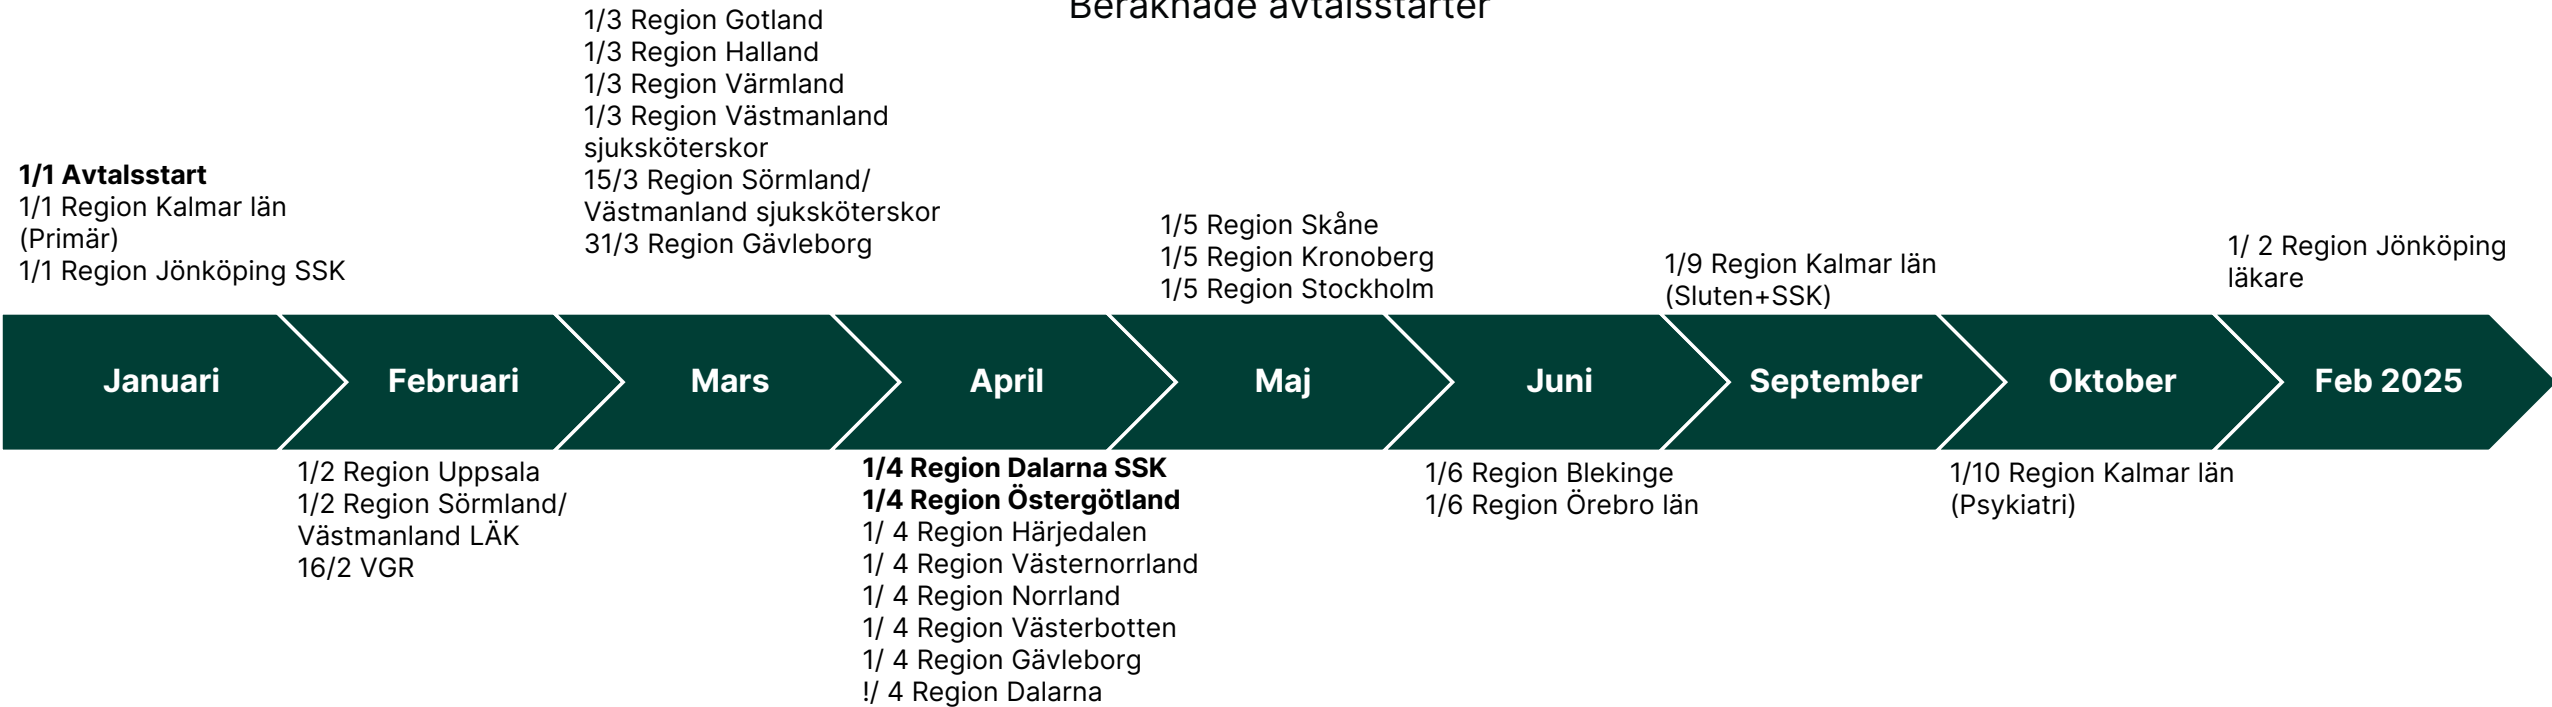 Beräknade avtalsstarter
1/3 Region Gotland
1/3 Region Halland
1/3 Region Värmland
1/3 Region Västmanland
sjuksköterskor
15/3 Region Sörmland/
Västmanland sjuksköterskor
31/3 Region Gävleborg
1/1 Avtalsstart
1/1 Region Kalmar län
(Primär)
1/1 Region Jönköping SSK
1/5 Region Skåne
1/5 Region Kronoberg
1/5 Region Stockholm
1/9 Region Kalmar län
(Sluten+SSK)
1/ 2 Region Jönköping
läkare
Januari
Februari
Mars
April
Maj
Juni
September
Oktober
Feb 2025
1/2 Region Uppsala
1/2 Region Sörmland/
Västmanland LÄK
16/2 VGR
1/4 Region Dalarna SSK
1/4 Region Östergötland
1/ 4 Region Härjedalen
1/ 4 Region Västernorrland
1/ 4 Region Norrland
1/ 4 Region Västerbotten
1/ 4 Region Gävleborg
!/ 4 Region Dalarna
1/6 Region Blekinge
1/6 Region Örebro län
1/10 Region Kalmar län
(Psykiatri)